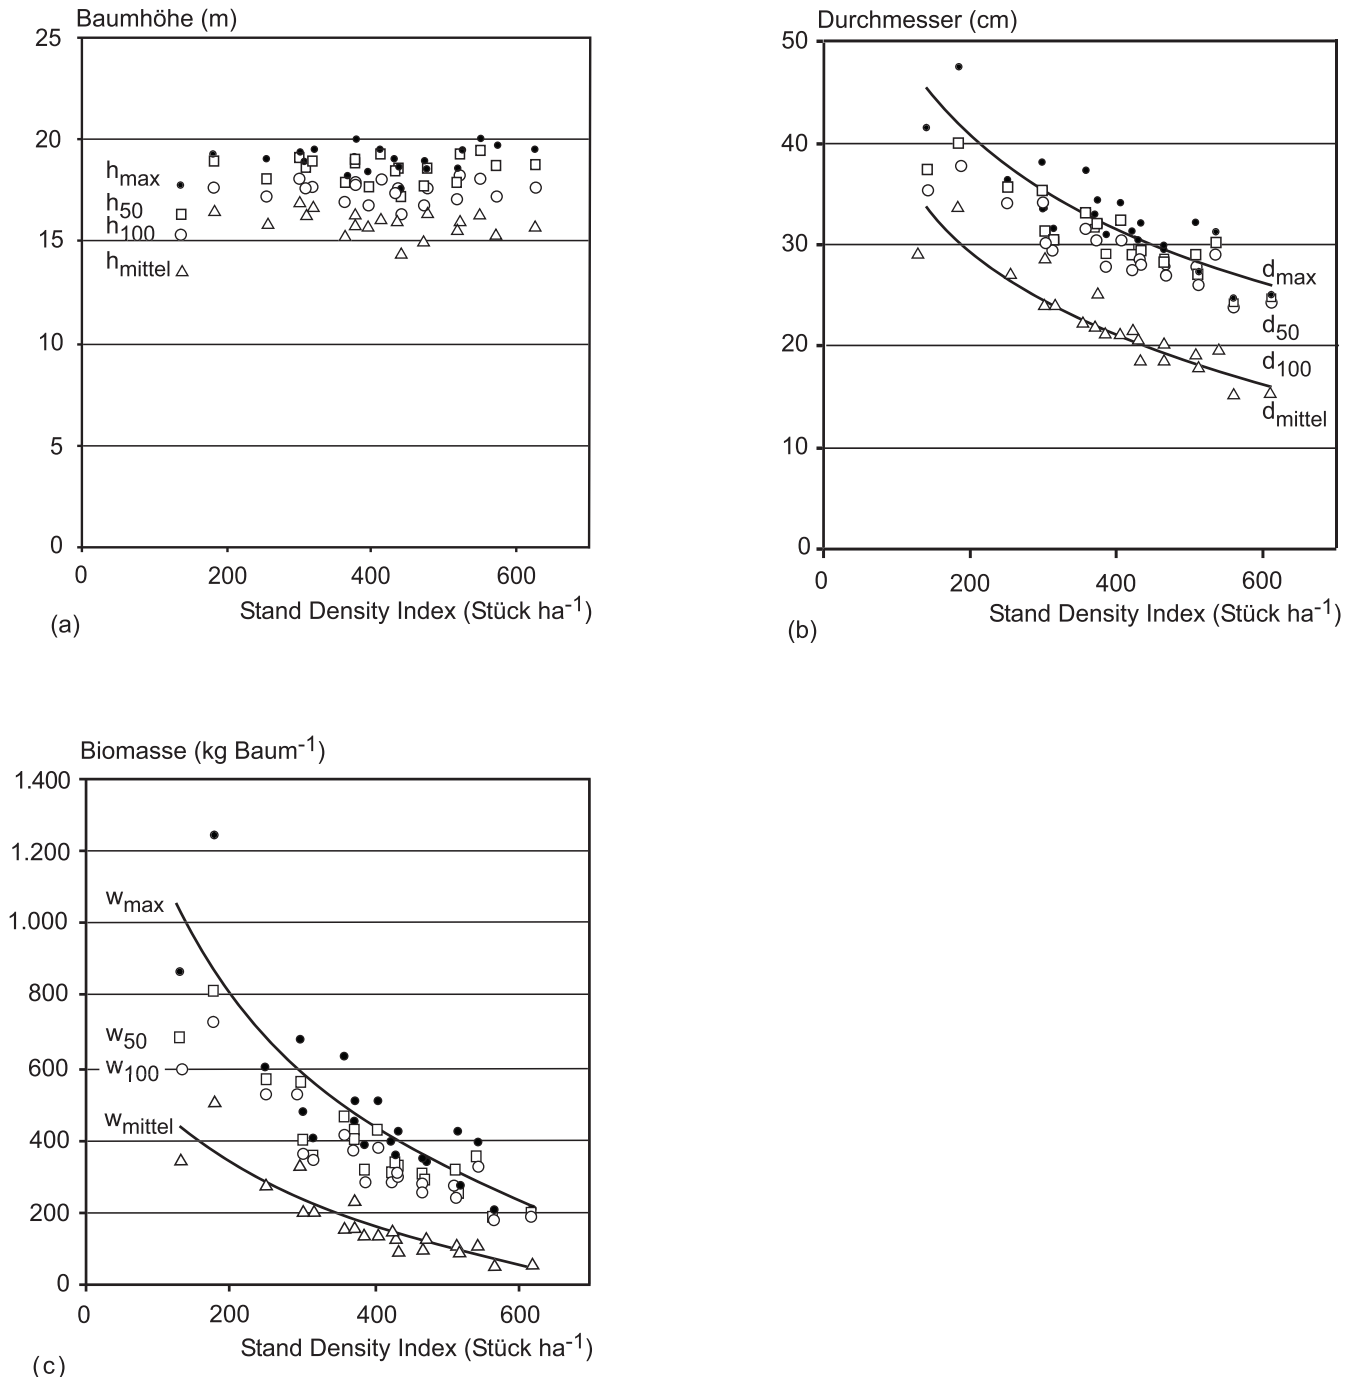 Baumhöhe (m)
25
20
15
10
5
0
h max
h 50
h 100
h mittel
0 200 400 600
Stand Density Index (Stück ha-1)
(a)
Durchmesser (cm)
50
40
30
20
10
0
d max
d 50
d 100
d mittel
0 200 400 600
Stand Density Index (Stück ha-1)
(b)
Biomasse (kg Baum-1)
1.400
1.200
1.000
800
600
400
200
0
w max
w 50
w 100
w mittel
0 200 400 600
Stand Density Index (Stück ha-1)
(c)